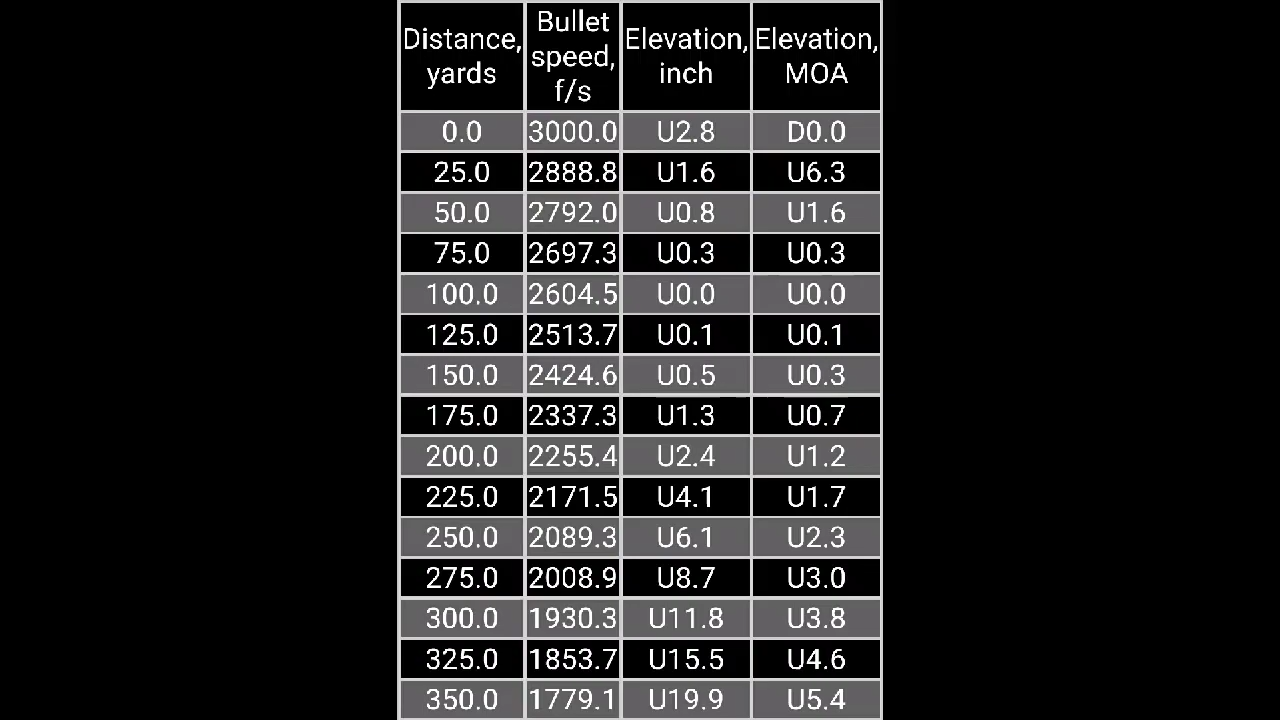 Distance, yards | Bullet speed, f/s | Elevation, inch | Elevation, MOA
0.0 | 3000.0 | U2.8 | D0.0
25.0 | 2888.8 | U1.6 | U6.3
50.0 | 2792.0 | U0.8 | U1.6
75.0 | 2697.3 | U0.3 | U0.3
100.0 | 2604.5 | U0.0 | U0.0
125.0 | 2513.7 | U0.1 | U0.1
150.0 | 2424.6 | U0.5 | U0.3
175.0 | 2337.3 | U1.3 | U0.7
200.0 | 2255.4 | U2.4 | U1.2
225.0 | 2171.5 | U4.1 | U1.7
250.0 | 2089.3 | U6.1 | U2.3
275.0 | 2008.9 | U8.7 | U3.0
300.0 | 1930.3 | U11.8 | U3.8
325.0 | 1853.7 | U15.5 | U4.6
350.0 | 1779.1 | U19.9 | U5.4